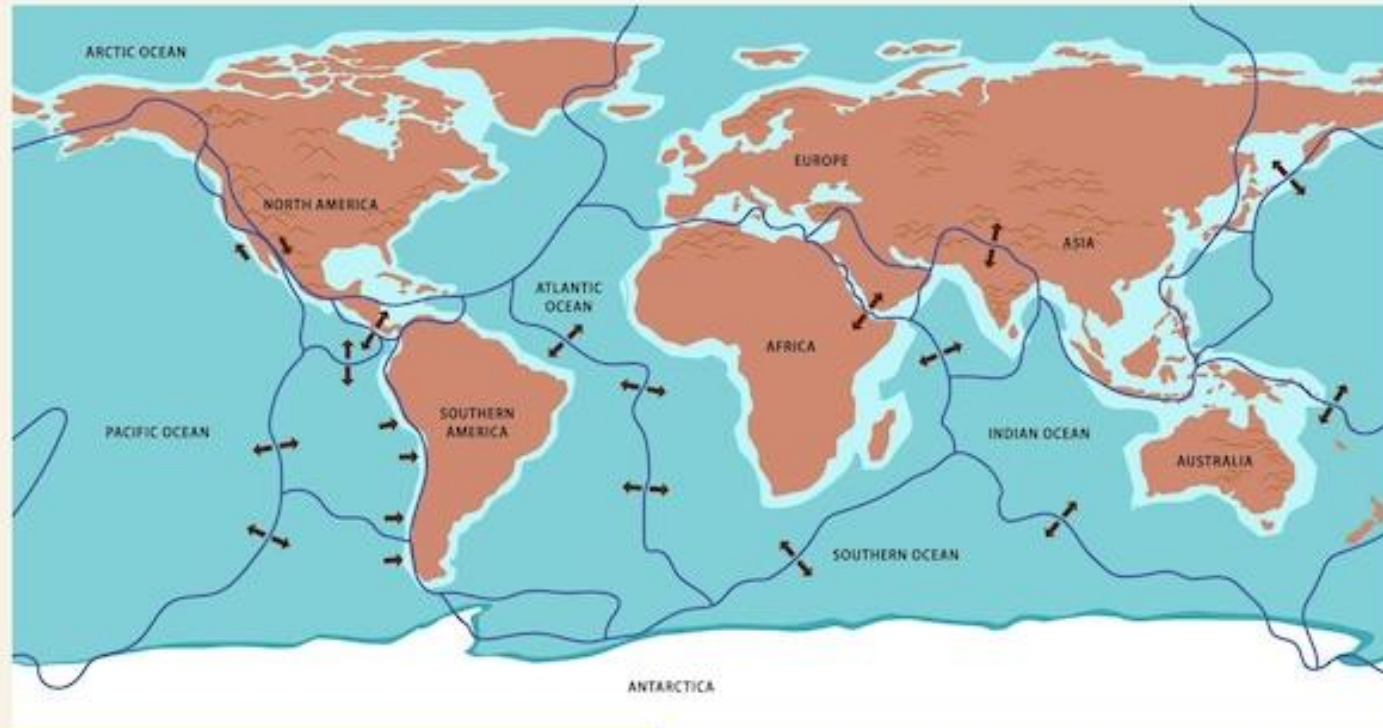 ARCTIC OCEAN
EUROPE
NORTH AMERICA
ASIA
ATLANTIC
OCEAN
AFRICA
SOUTHERN
AMERICA
PACIFIC OCEAN
INDIAN OCEAN
AUSTRALIA
SOUTHERN OCEAN
ANTARCTICA